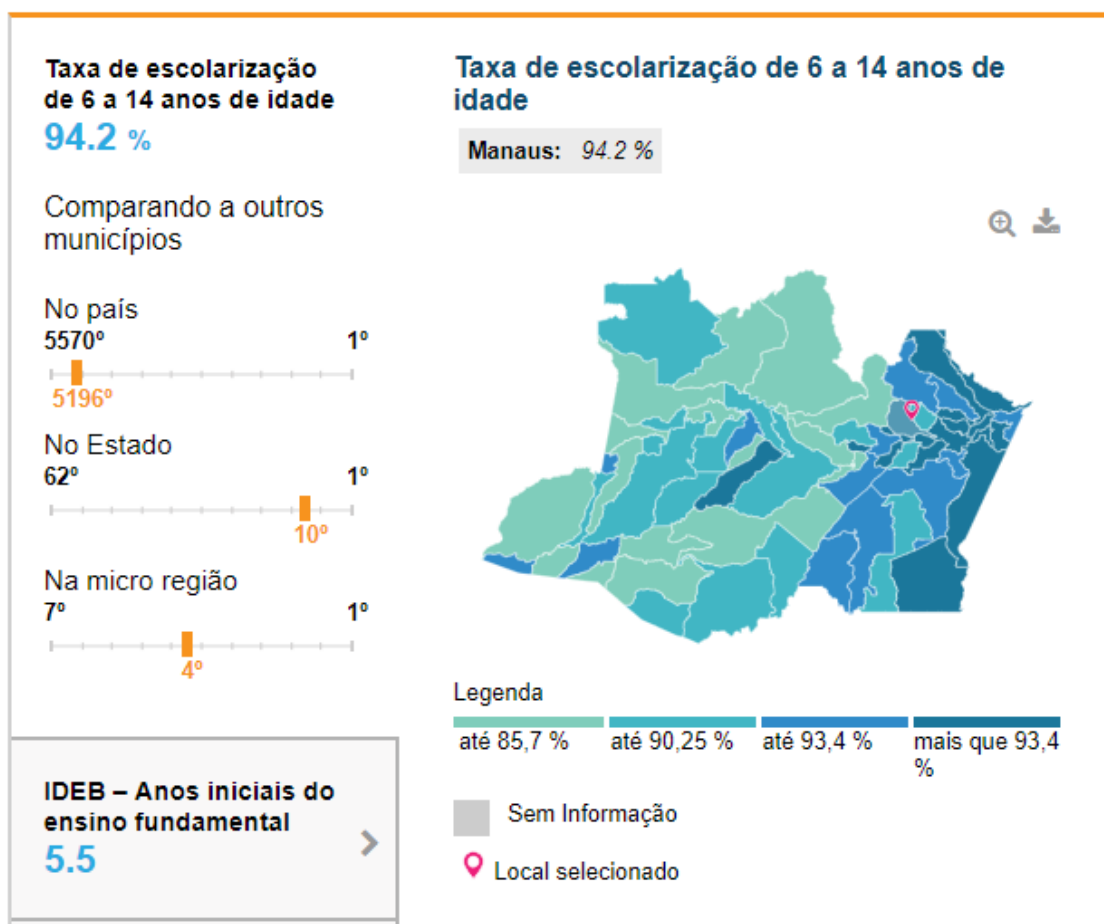 Taxa de escolarização
de 6 a 14 anos de idade
94.2 %
Comparando a outros
municípios
No país
5570º 1º
5196º
No Estado
62º 1º
10º
Na micro região
7º 1º
4º
IDEB – Anos iniciais do
ensino fundamental
5.5
Taxa de escolarização de 6 a 14 anos de
idade
Manaus: 94.2 %
Legenda
até 85,7 % até 90,25 % até 93,4 % mais que 93,4
%
Sem Informação
Local selecionado